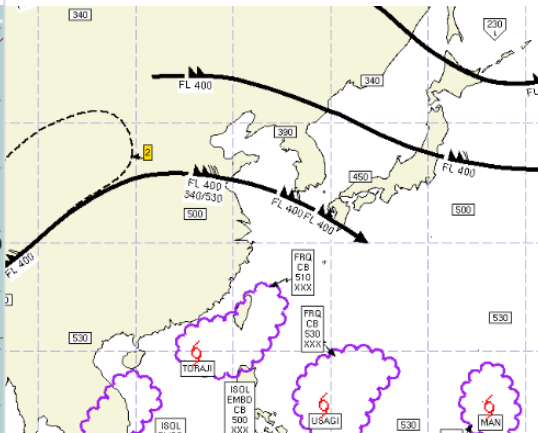 340
230
L
FL 400
340
FL
390
2
FL 400
450
FL 400
340/530
500
FL 400
FL 400
500
FL 400
FRQ
CB
510
XXX
530
FRQ
CB
530
XXX
530
TORAJI
ISOL
EMBD
CB
500
XXX
USAGI
MAN
530
ISOL